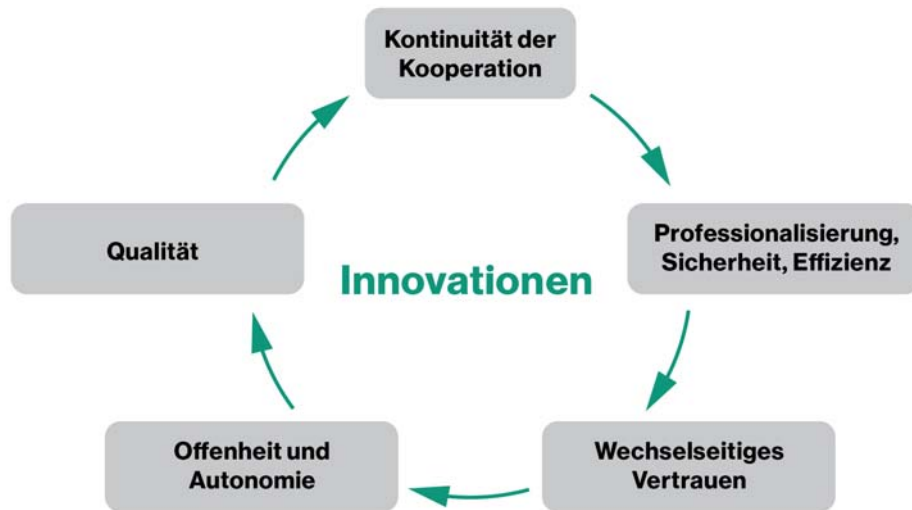 Kontinuität der
Kooperation
Professionalisierung,
Sicherheit, Effizienz
Qualität
Innovationen
Offenheit und
Autonomie
Wechselseitiges
Vertrauen